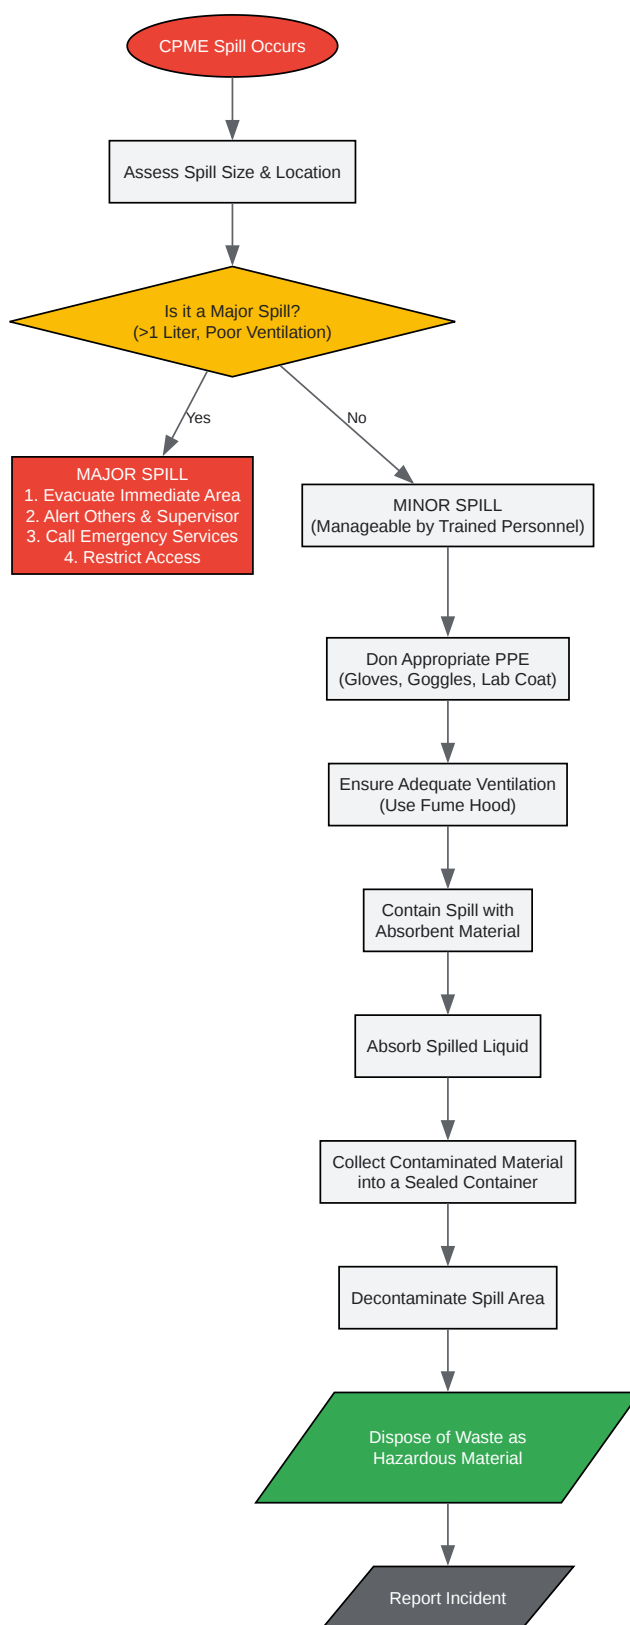 CPME Spill Occurs
Assess Spill Size & Location
Is it a Major Spill?
(>1 Liter, Poor Ventilation)
Yes
No
MAJOR SPILL
1. Evacuate Immediate Area
2. Alert Others & Supervisor
3. Call Emergency Services
4. Restrict Access
MINOR SPILL
(Manageable by Trained Personnel)
Don Appropriate PPE
(Gloves, Goggles, Lab Coat)
Ensure Adequate Ventilation
(Use Fume Hood)
Contain Spill with
Absorbent Material
Absorb Spilled Liquid
Collect Contaminated Material
into a Sealed Container
Decontaminate Spill Area
Dispose of Waste as
Hazardous Material
Report Incident